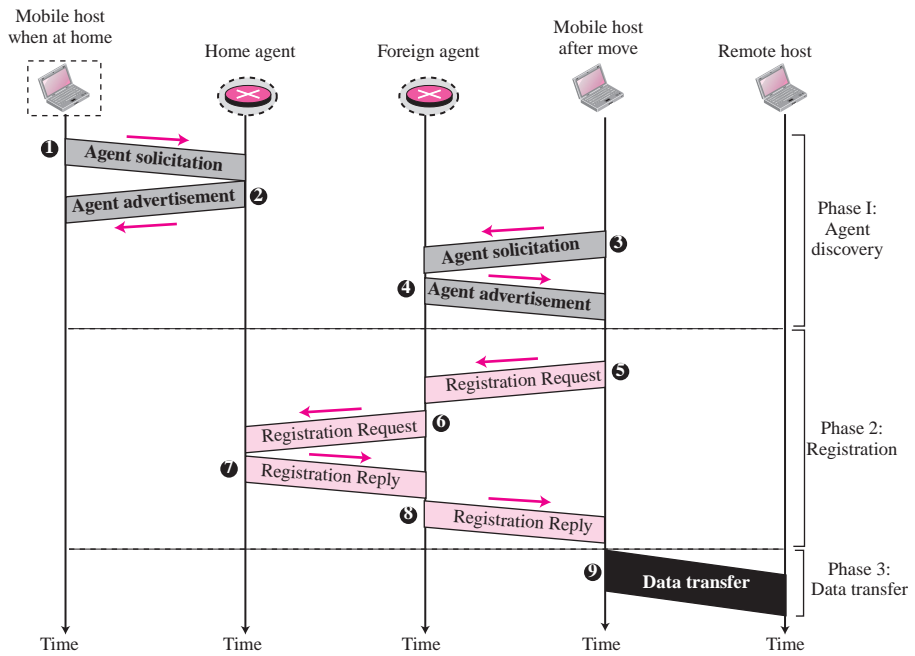 Mobile host
when at home
Home agent
Foreign agent
Mobile host
after move
Remote host
1
Agent solicitation
Agent advertisement
2
Agent solicitation
3
4
Agent advertisement
Phase I:
Agent
discovery
Registration Request
5
Registration Request
6
7
Registration Reply
8
Registration Reply
Phase 2:
Registration
9
Data transfer
Phase 3:
Data transfer
Time
Time
Time
Time
Time